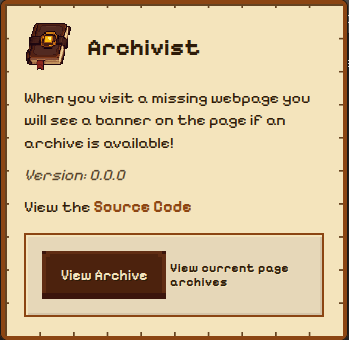 Archivist
When you visit a missing webpage you
will see a banner on the page if an
archive is available!
Version: 0.0.0
View the Source Code
View Archive
View current page
archives